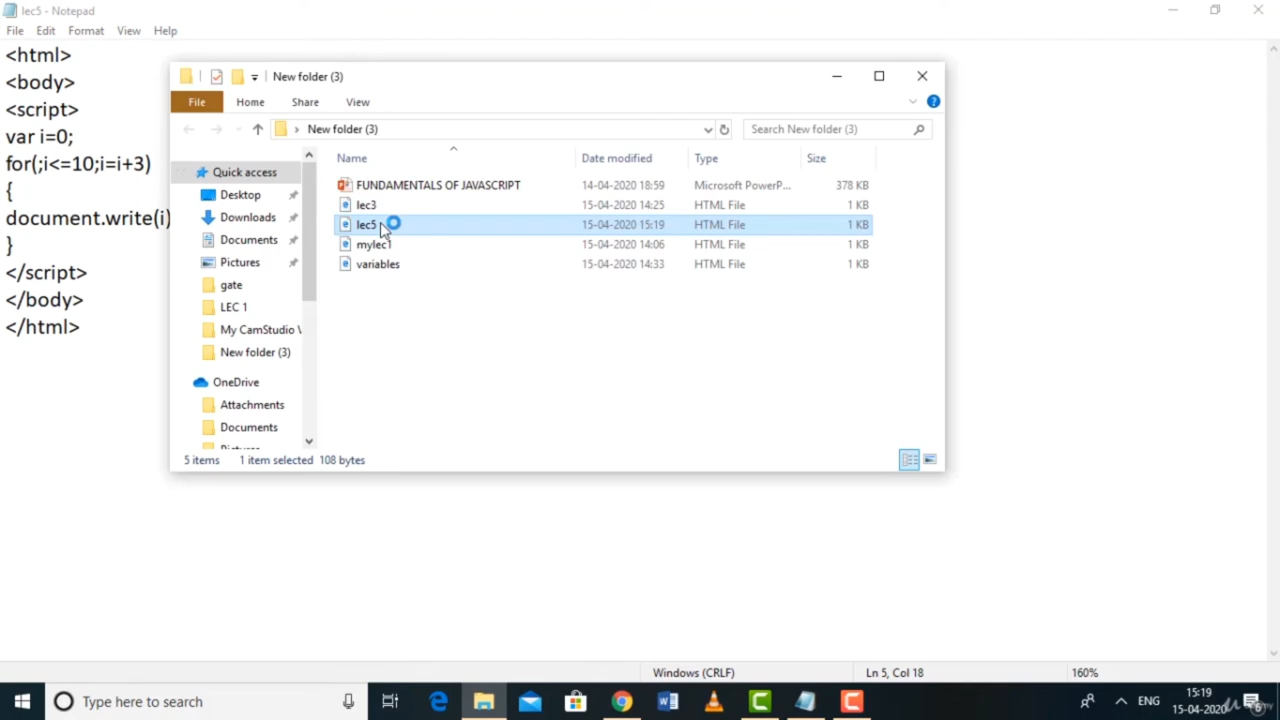 lec5 - Notepad
File Edit Format View Help
<html>
<body>
<script>
var i=0;
for(;i<=10;i=i+3)
{
document.write(i)
}
</script>
</body>
</html>
New folder (3)
File Home Share View
New folder (3)
Search New folder (3)
Name Date modified Type Size
FUNDAMENTALS OF JAVASCRIPT 14-04-2020 18:59 Microsoft PowerP... 378 KB
lec3 15-04-2020 14:25 HTML File 1 KB
lec5 15-04-2020 15:19 HTML File 1 KB
mylec1 15-04-2020 14:06 HTML File 1 KB
variables 15-04-2020 14:33 HTML File 1 KB
Quick access
Desktop
Downloads
Documents
Pictures
gate
LEC 1
My CamStudio
New folder (3)
OneDrive
Attachments
Documents
Pictures
5 items 1 item selected 108 bytes
Windows (CRLF) Ln 5, Col 18 160%
Type here to search
ENG
15:19
15-04-2020